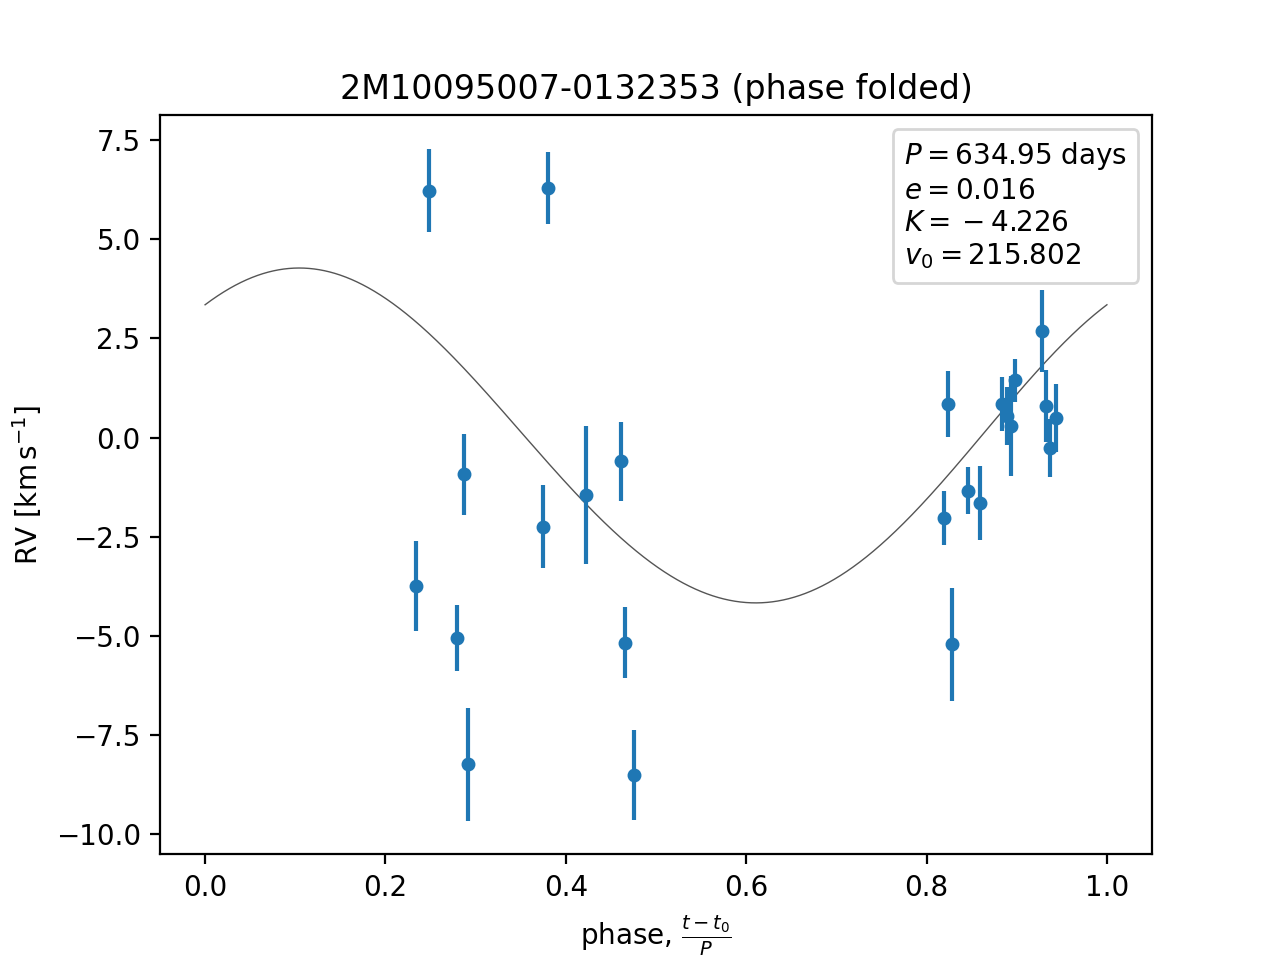 2M10095007-0132353 (phase folded)
P = 634.95 days
e = 0.016
K = −4.226
v₀ = 215.802
7.5
5.0
2.5
0.0
−2.5
−5.0
−7.5
−10.0
RV [km s⁻¹]
0.0 0.2 0.4 0.6 0.8 1.0
phase, (t − t₀)/P